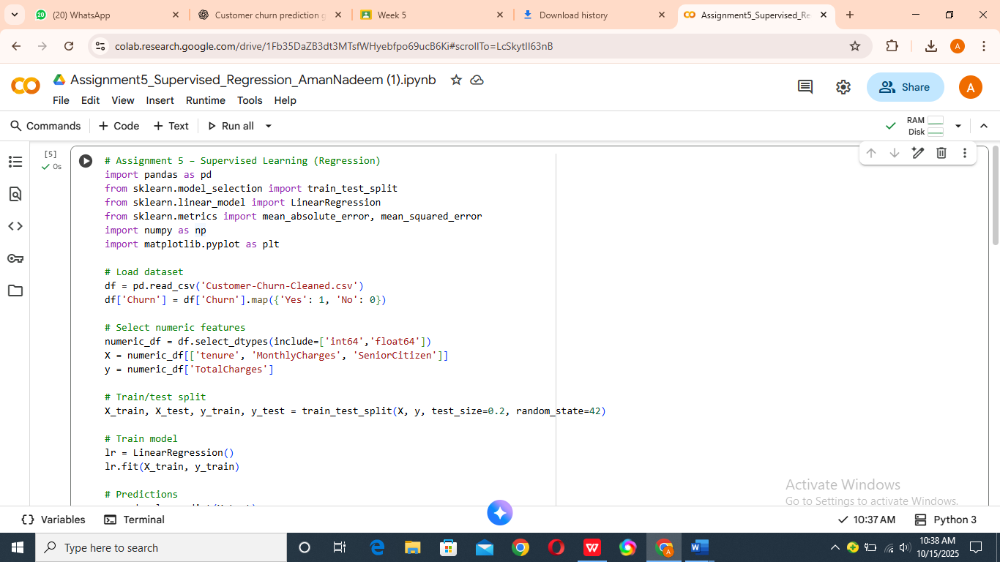 (20) WhatsApp
Customer churn prediction g
Week 5
Download history
Assignment5_Supervised_Re
colab.research.google.com/drive/1Fb35DaZB3dt3MTsfWHyebfpo69ucB6Ki#scrollTo=LcSkytlI63nB
A
Assignment5_Supervised_Regression_AmanNadeem (1).ipynb
Share
A
File Edit View Insert Runtime Tools Help
Commands + Code + Text Run all
RAM
Disk
[5]
0s
# Assignment 5 – Supervised Learning (Regression)
import pandas as pd
from sklearn.model_selection import train_test_split
from sklearn.linear_model import LinearRegression
from sklearn.metrics import mean_absolute_error, mean_squared_error
import numpy as np
import matplotlib.pyplot as plt
# Load dataset
df = pd.read_csv('Customer-Churn-Cleaned.csv')
df['Churn'] = df['Churn'].map({'Yes': 1, 'No': 0})
# Select numeric features
numeric_df = df.select_dtypes(include=['int64','float64'])
X = numeric_df[['tenure', 'MonthlyCharges', 'SeniorCitizen']]
y = numeric_df['TotalCharges']
# Train/test split
X_train, X_test, y_train, y_test = train_test_split(X, y, test_size=0.2, random_state=42)
# Train model
lr = LinearRegression()
lr.fit(X_train, y_train)
# Predictions
Activate Windows
Go to Settings to activate Windows.
Variables Terminal
10:37 AM Python 3
Type here to search
10:38 AM
10/15/2025